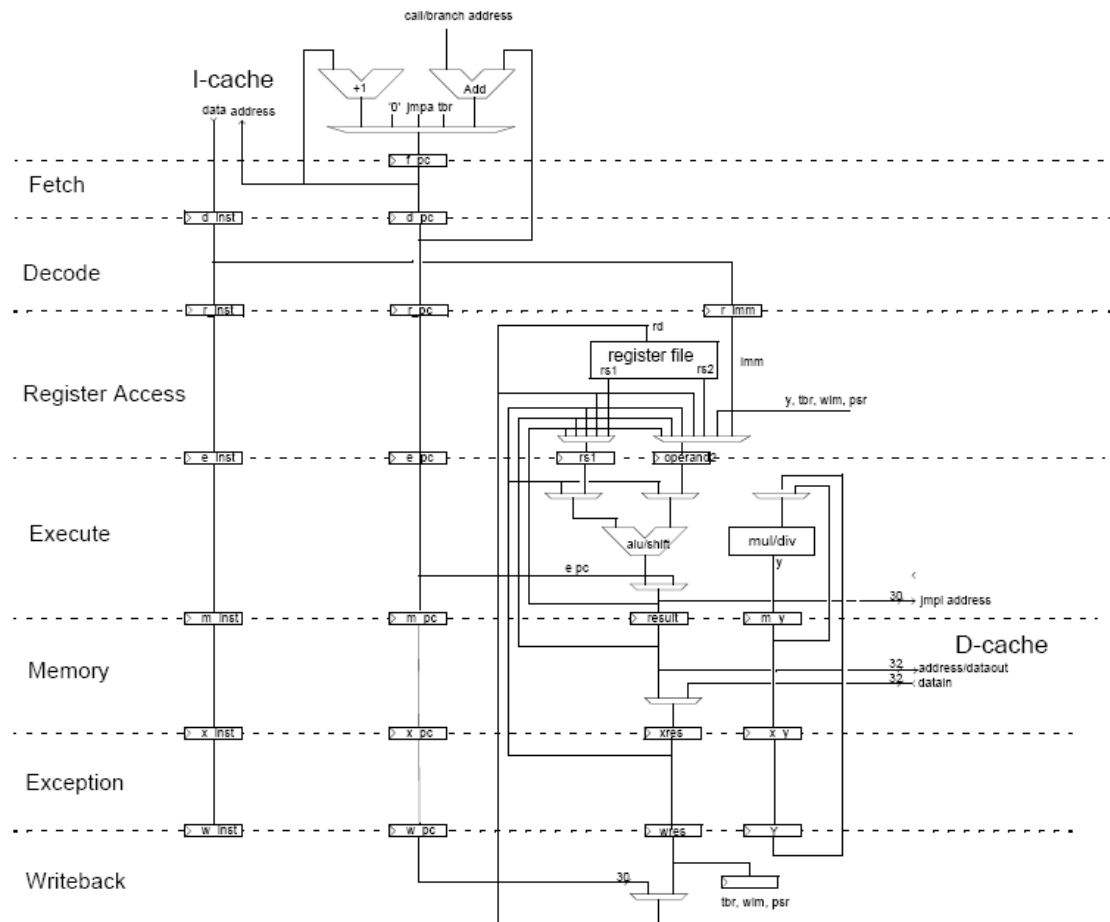 call/branch address
I-cache
+1
Add
data address
'0' jmpa tbr
f pc
Fetch
d inst
d pc
Decode
r inst
r pc
r imm
rd
register file
imm
rs1
rs2
Register Access
y, tbr, wim, psr
e inst
e pc
rs1
operand2
Execute
alu/shift
mul/div
y
e pc
30
jmpl address
m inst
m pc
result
m y
D-cache
Memory
32
address/dataout
32
datain
x inst
x pc
xres
x y
Exception
w inst
w pc
wres
Y
Writeback
30
tbr, wim, psr